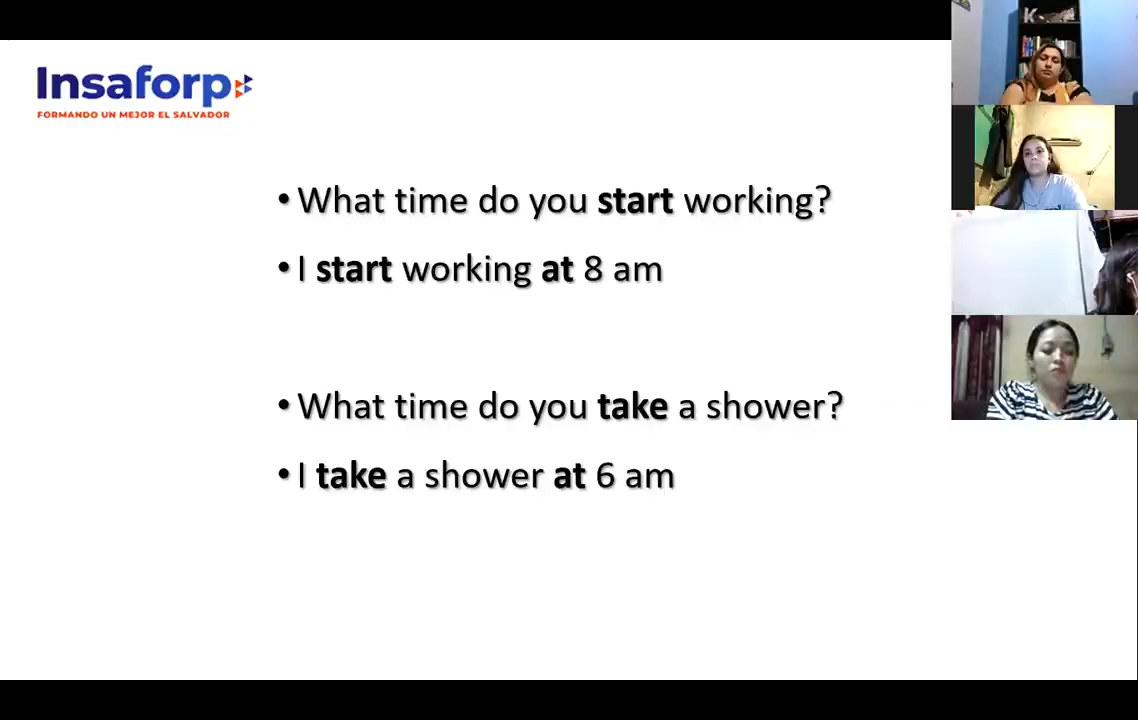 Insaforp
FORMANDO UN MEJOR EL SALVADOR
• What time do you start working?
• I start working at 8 am
• What time do you take a shower?
• I take a shower at 6 am
K